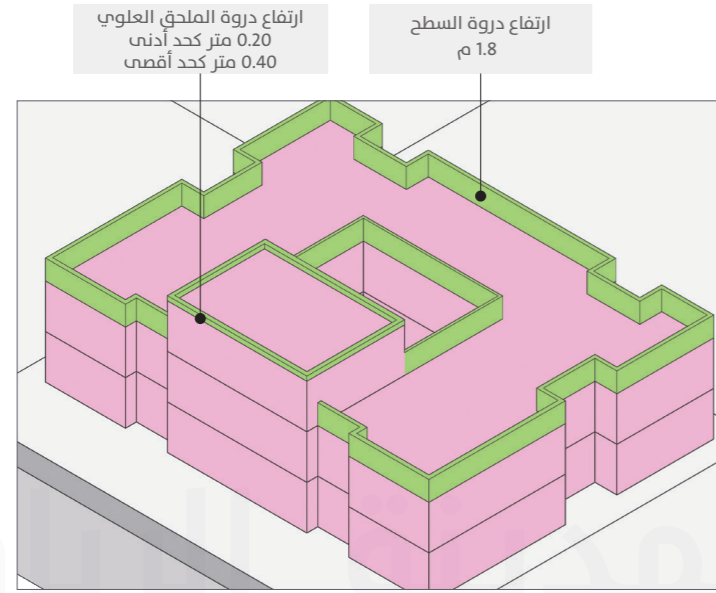 ارتفاع دروة السطح
1.8 م
ارتفاع دروة الملحق العلوي
0.20 متر كحد أدنى
0.40 متر كحد أقصى